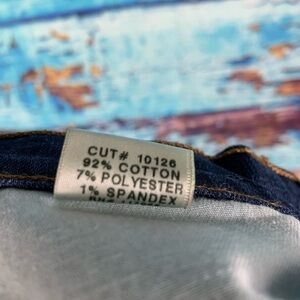 CUT# 10126
92% COTTON
7% POLYESTER
1% SPANDEX